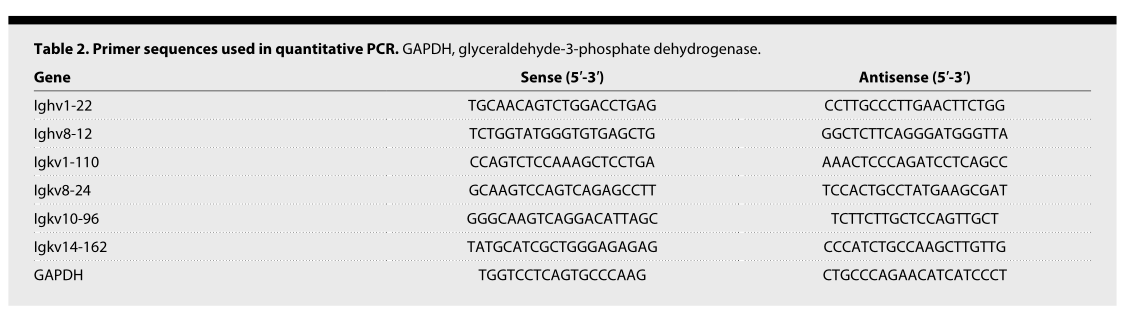 Table 2. Primer sequences used in quantitative PCR. GAPDH, glyceraldehyde-3-phosphate dehydrogenase.
Gene Sense (5′-3′) Antisense (5′-3′)
Ighv1-22 TGCAACAGTCTGGACCTGAG CCTTGCCCTTGAACTTCTGG
Ighv8-12 TCTGGTATGGGTGTGAGCTG GGCTCTTCAGGGATGGGTTA
Igkv1-110 CCAGTCTCCAAAGCTCCTGA AAACTCCCAGATCCTCAGCC
Igkv8-24 GCAAGTCCAGTCAGAGCCTT TCCACTGCCTATGAAGCGAT
Igkv10-96 GGGCAAGTCAGGACATTAGC TCTTCTTGCTCCAGTTGCT
Igkv14-162 TATGCATCGCTGGGAGAGAG CCCATCTGCCAAGCTTGTTG
GAPDH TGGTCCTCAGTGCCCAAG CTGCCCAGAACATCATCCCT